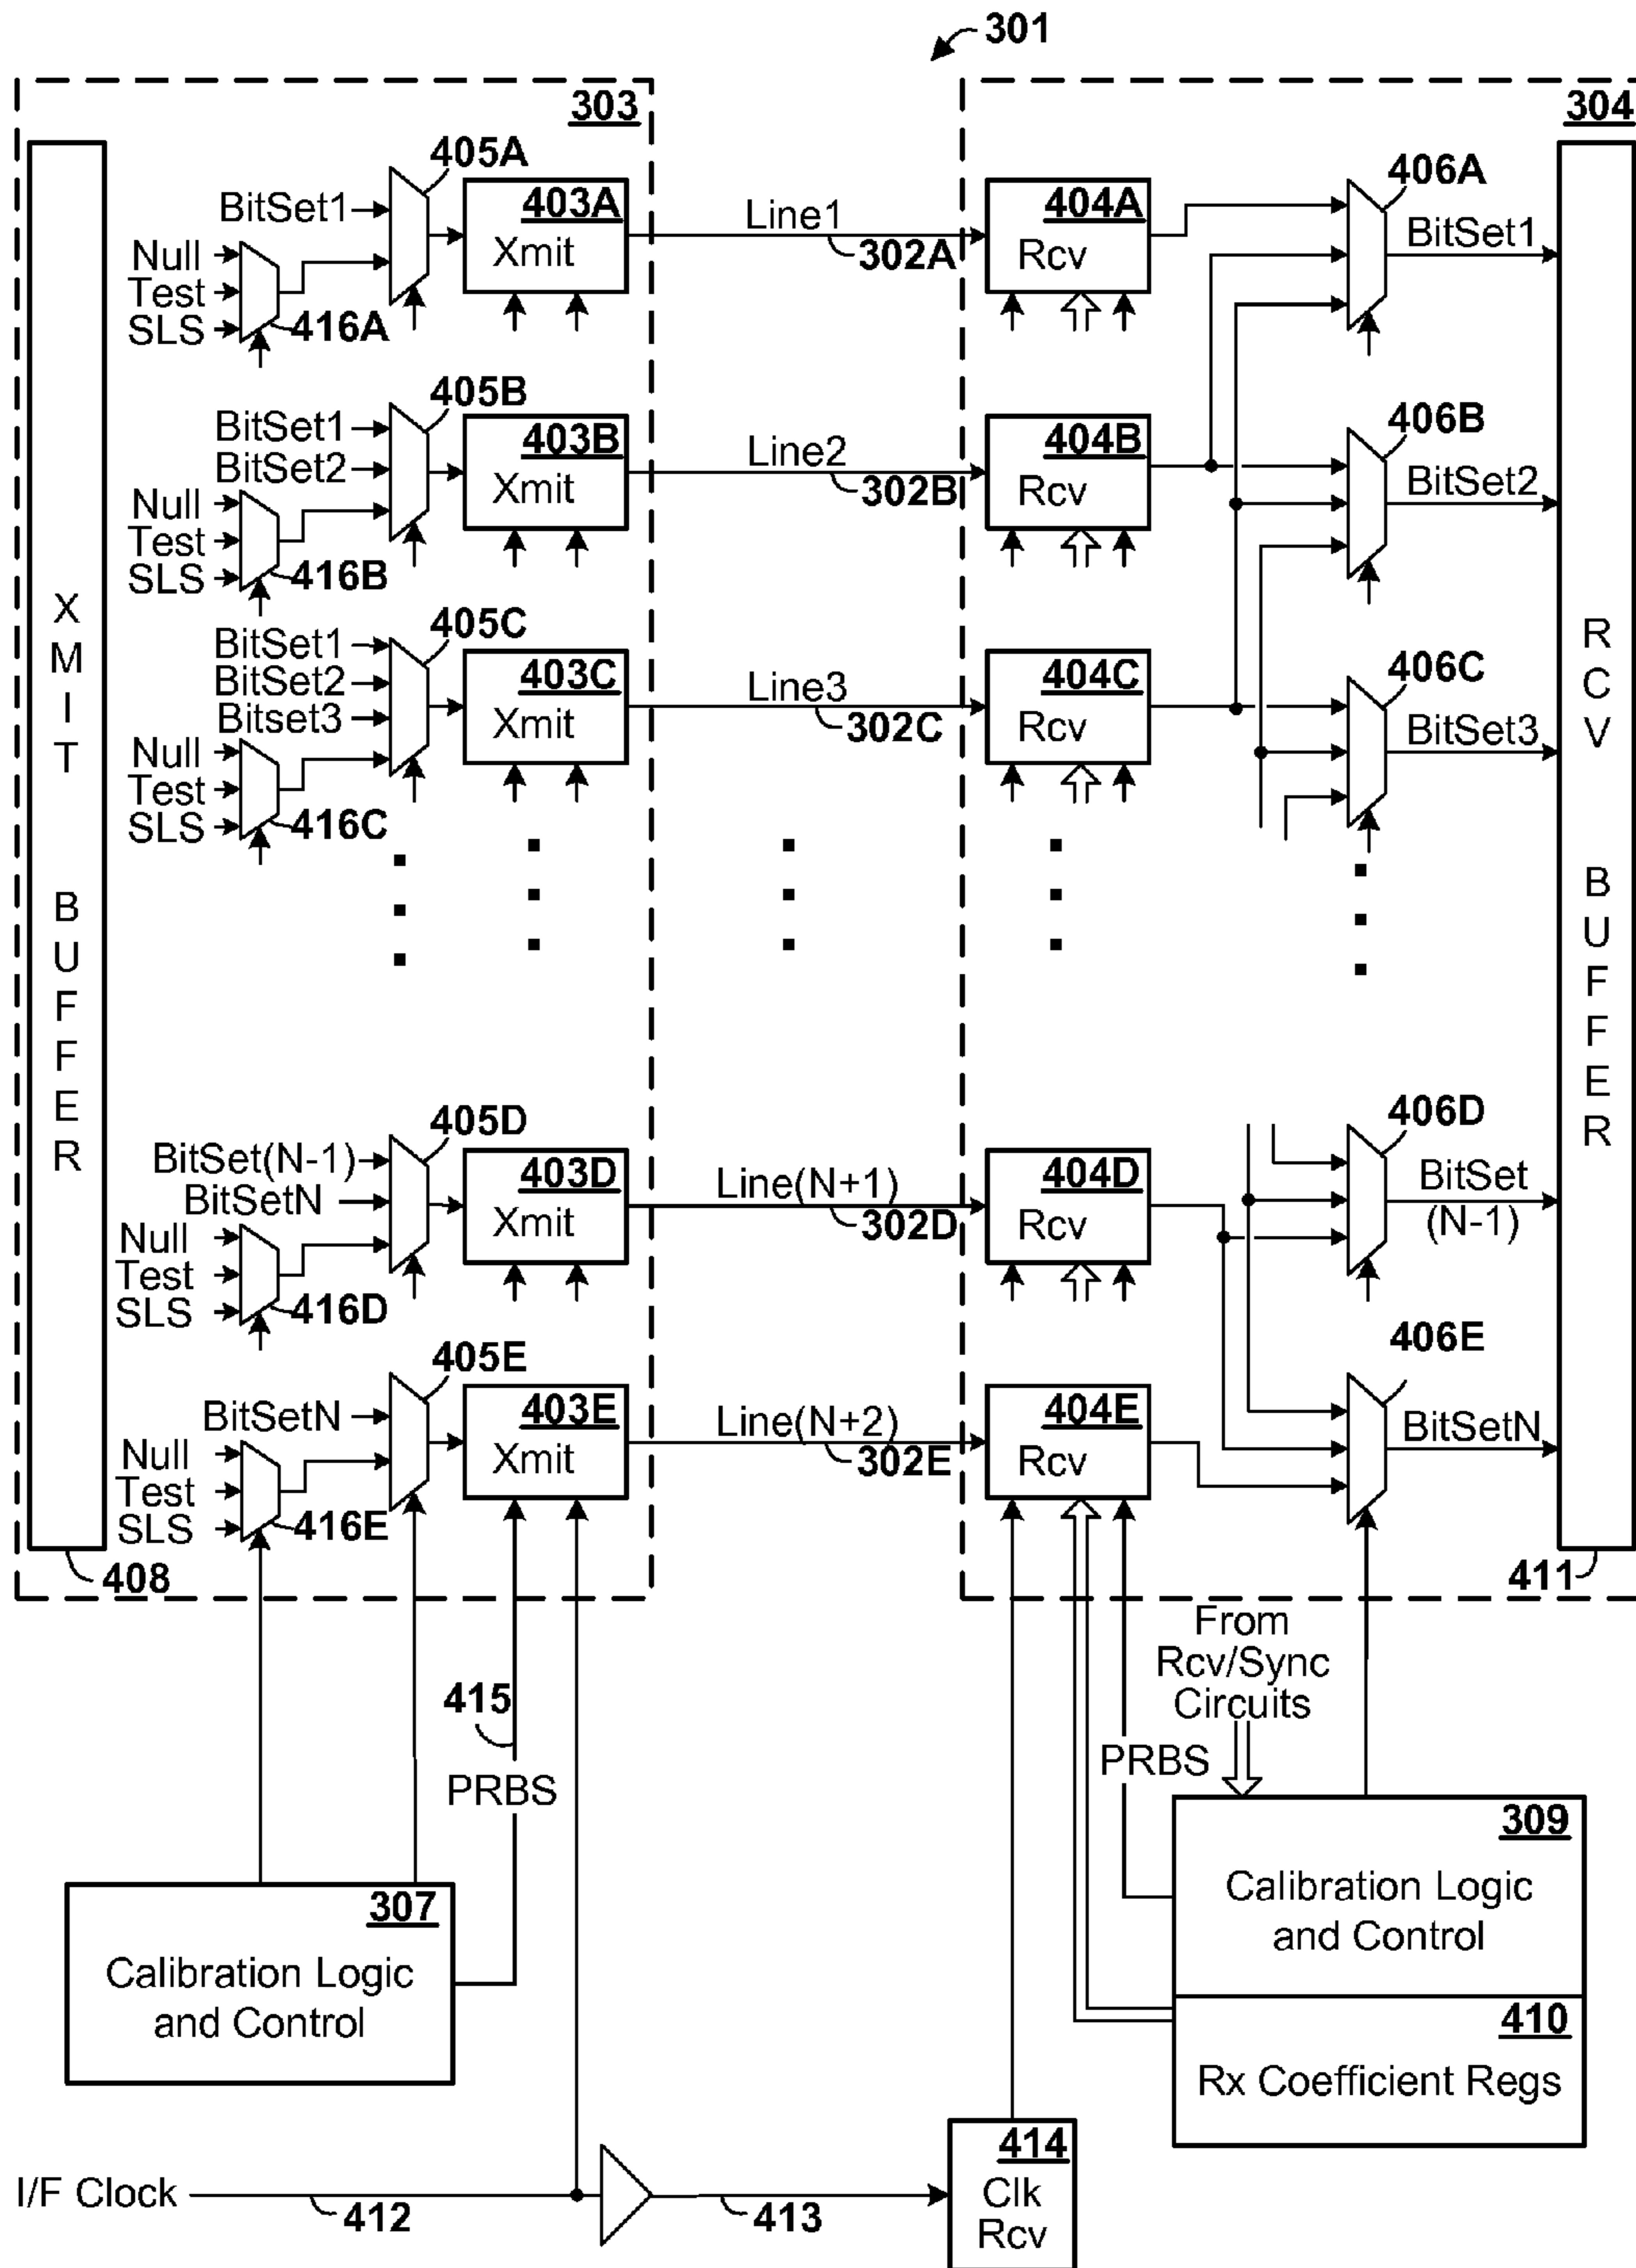 301
303
304
405A
BitSet1
403A
Xmit
Null
Test
SLS
416A
Line1
302A
404A
Rcv
406A
BitSet1
405B
BitSet1
BitSet2
403B
Xmit
Null
Test
SLS
416B
Line2
302B
404B
Rcv
406B
BitSet2
405C
BitSet1
BitSet2
Bitset3
403C
Xmit
Null
Test
SLS
416C
Line3
302C
404C
Rcv
406C
BitSet3
XMIT BUFFER
RCV BUFFER
405D
BitSet(N-1)
BitSetN
403D
Xmit
Null
Test
SLS
416D
Line(N+1)
302D
404D
Rcv
406D
BitSet
(N-1)
405E
BitSetN
403E
Xmit
Null
Test
SLS
416E
Line(N+2)
302E
404E
Rcv
406E
BitSetN
408
411
415
PRBS
From
Rcv/Sync
Circuits
PRBS
307
Calibration Logic
and Control
309
Calibration Logic
and Control
410
Rx Coefficient Regs
I/F Clock
412
413
414
Clk
Rcv